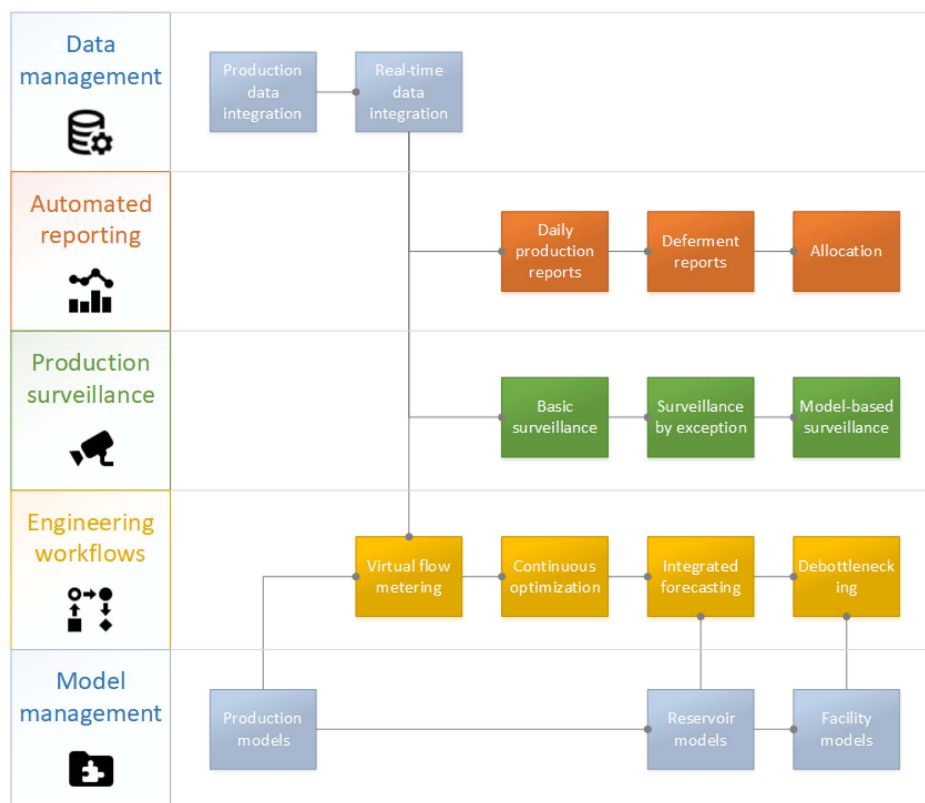 Data
management
Production
data
integration
Real-time
data
integration
Automated
reporting
Daily
production
reports
Deferment
reports
Allocation
Production
surveillance
Basic
surveillance
Surveillance
by exception
Model-based
surveillance
Engineering
workflows
Virtual flow
metering
Continuous
optimization
Integrated
forecasting
Debottleneck
ing
Model
management
Production
models
Reservoir
models
Facility
models